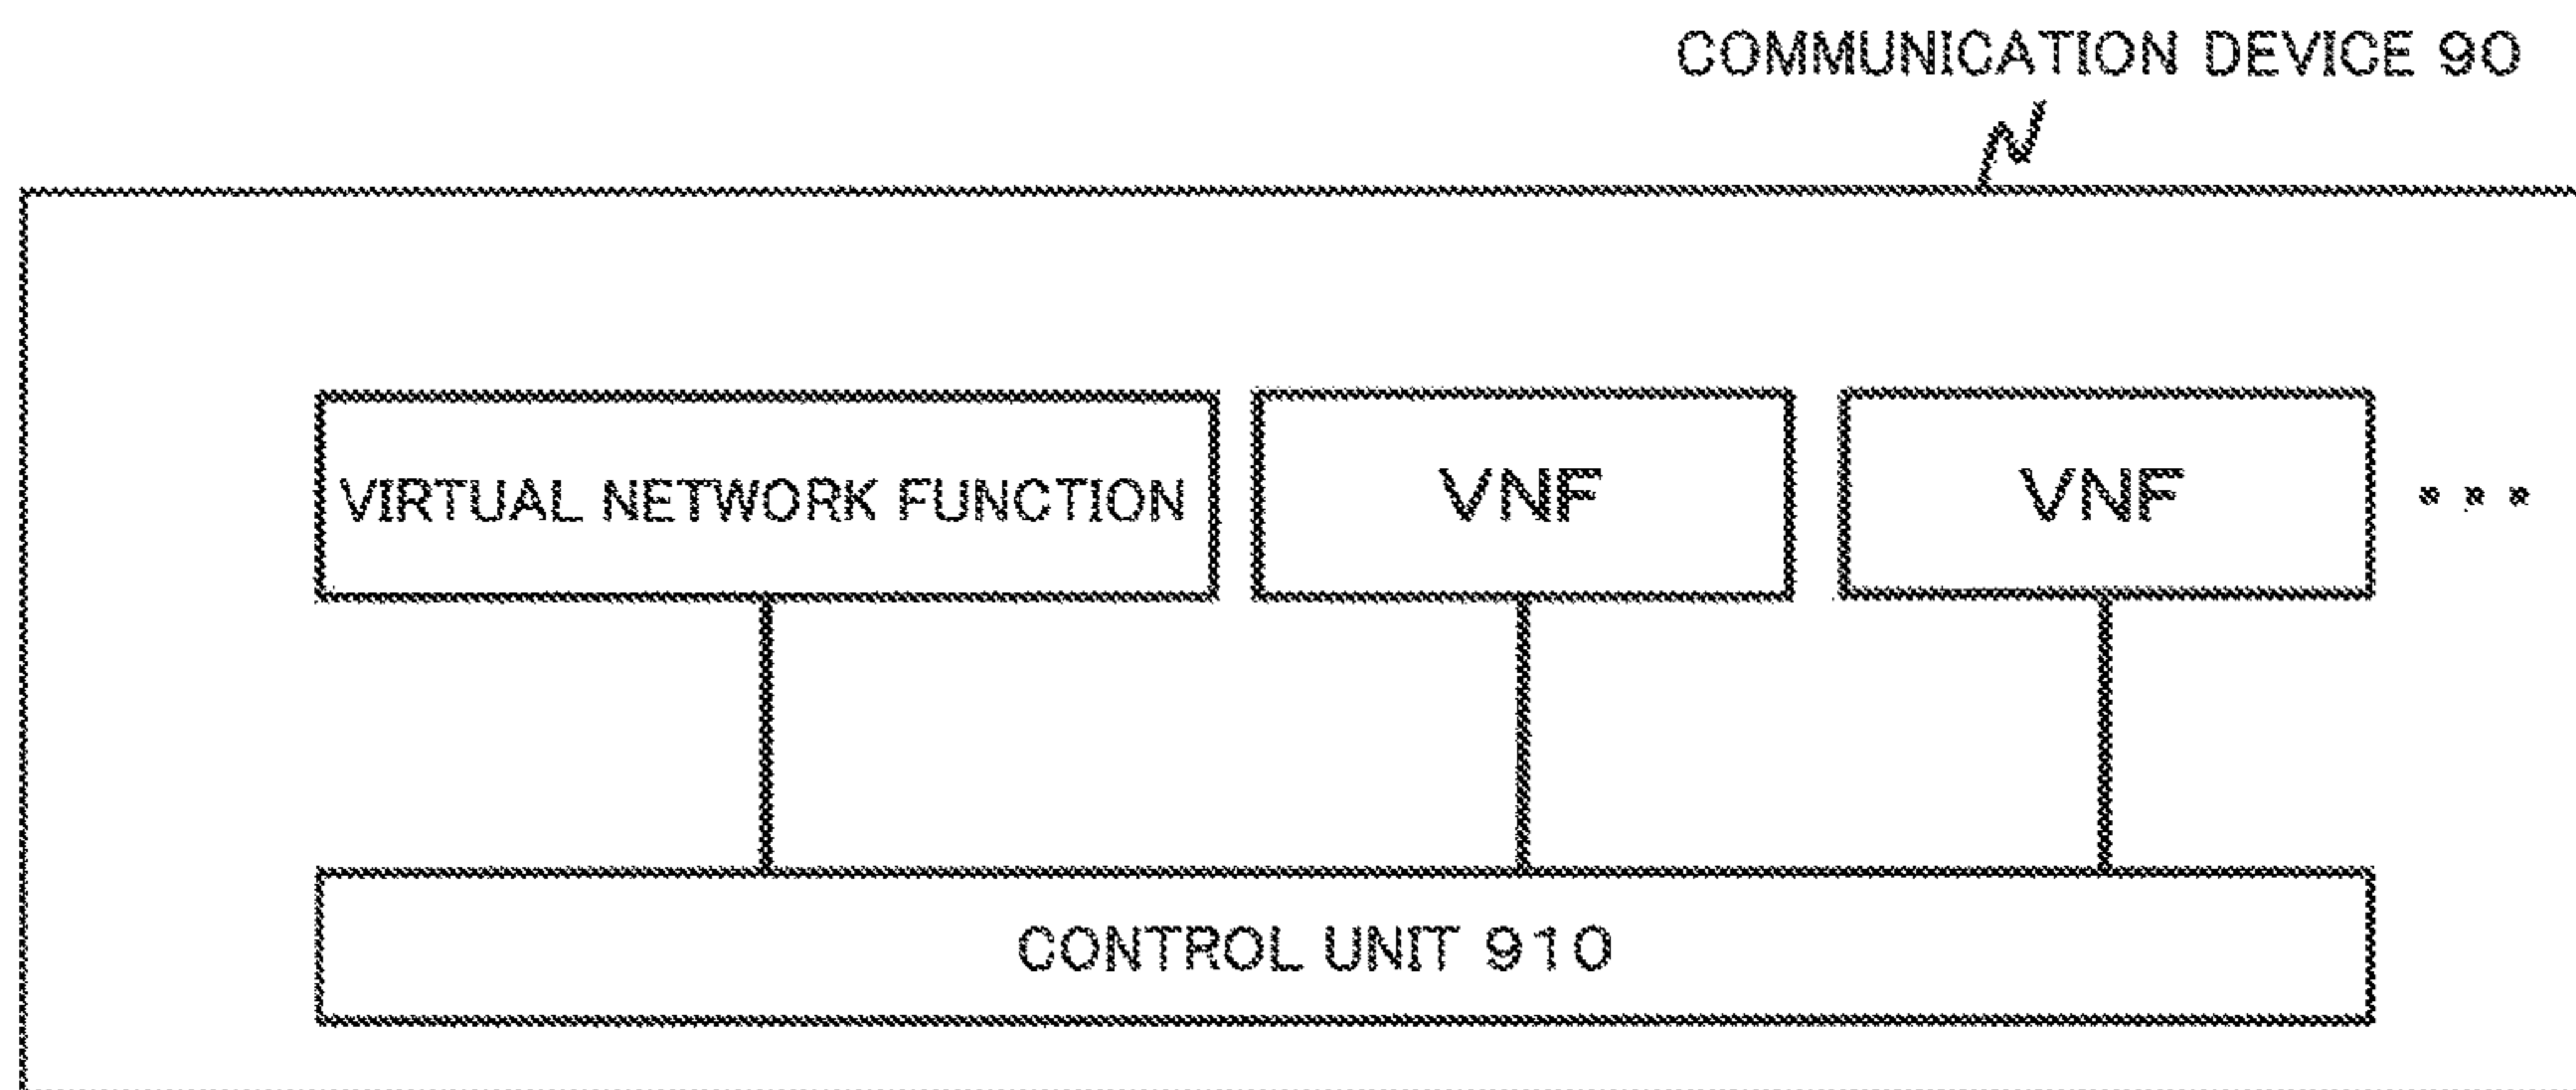 COMMUNICATION DEVICE 90
VIRTUAL NETWORK FUNCTION
VNF
VNF
...
CONTROL UNIT 910